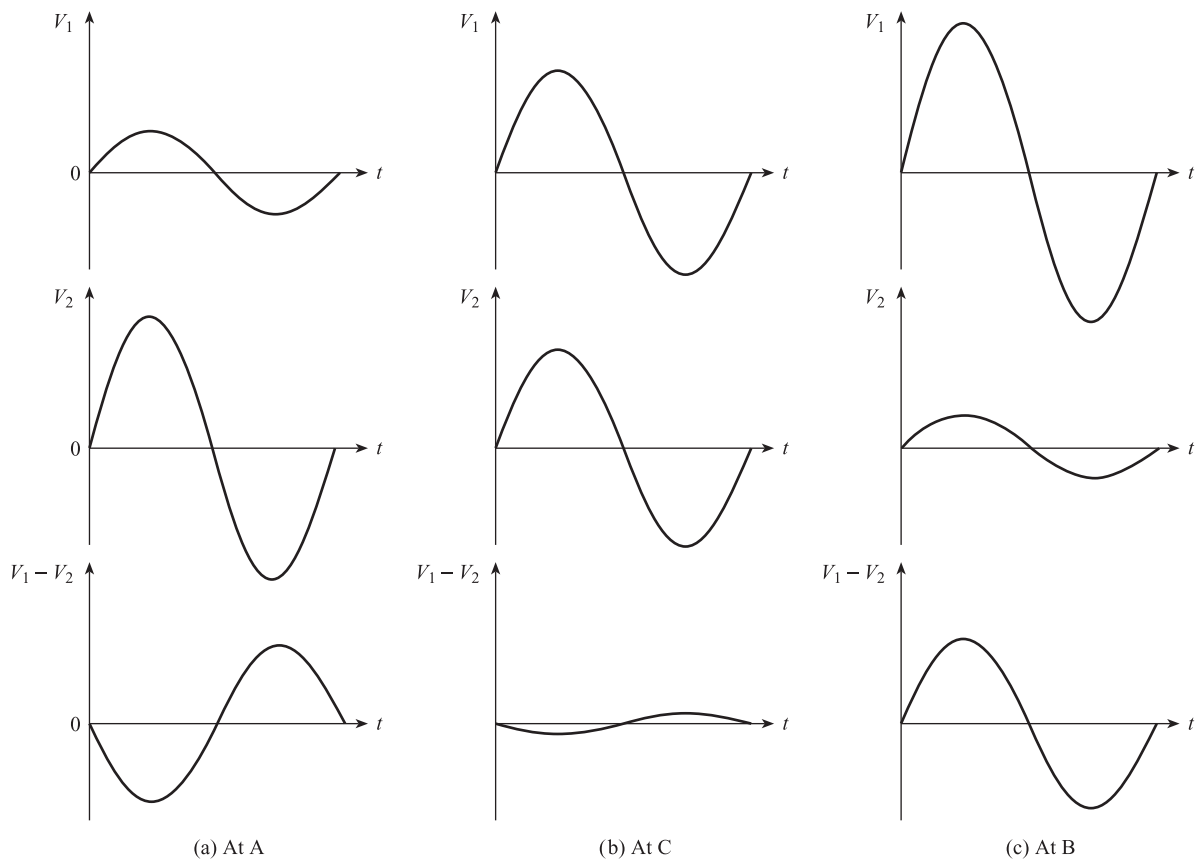 V₁
t
0
V₁
t
V₁
t
V₂
t
0
V₂
t
V₂
t
V₁ – V₂
t
0
V₁ – V₂
t
V₁ – V₂
t
(a) At A
(b) At C
(c) At B